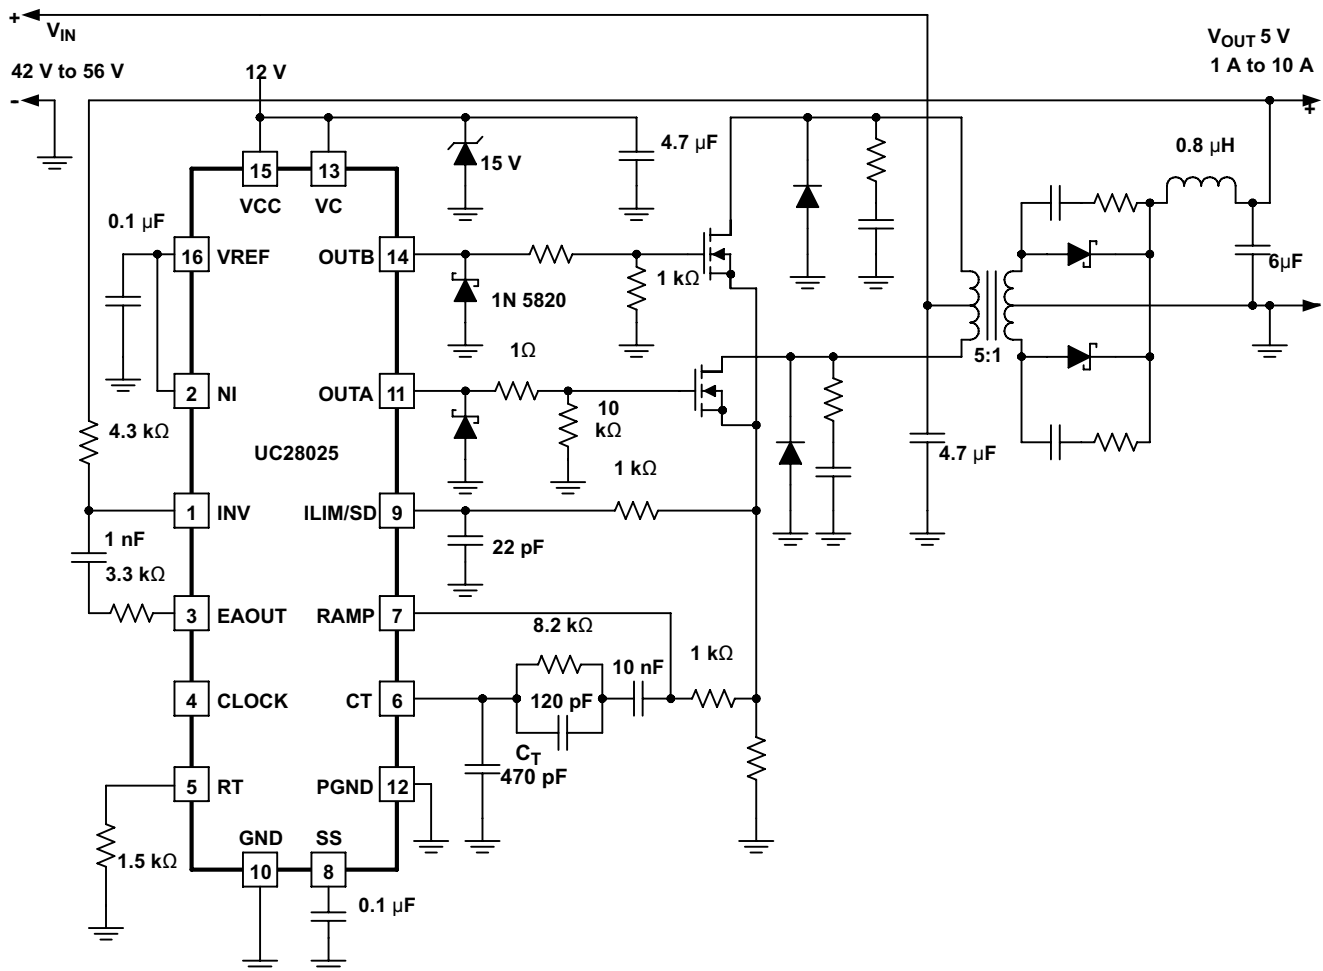 +
V_IN
42 V to 56 V
-
12 V
V_OUT 5 V
1 A to 10 A
+
4.7 µF
15 V
0.8 µH
15
13
VCC
VC
0.1 µF
16
VREF
OUTB
14
1N 5820
1 kΩ
6µF
5:1
1Ω
2
NI
OUTA
11
10
kΩ
4.3 kΩ
UC28025
1 kΩ
4.7 µF
1
INV
ILIM/SD
9
1 nF
22 pF
3.3 kΩ
3
EAOUT
RAMP
7
8.2 kΩ
10 nF
1 kΩ
4
CLOCK
CT
6
120 pF
C_T
470 pF
5
RT
PGND
12
GND
SS
1.5 kΩ
10
8
0.1 µF